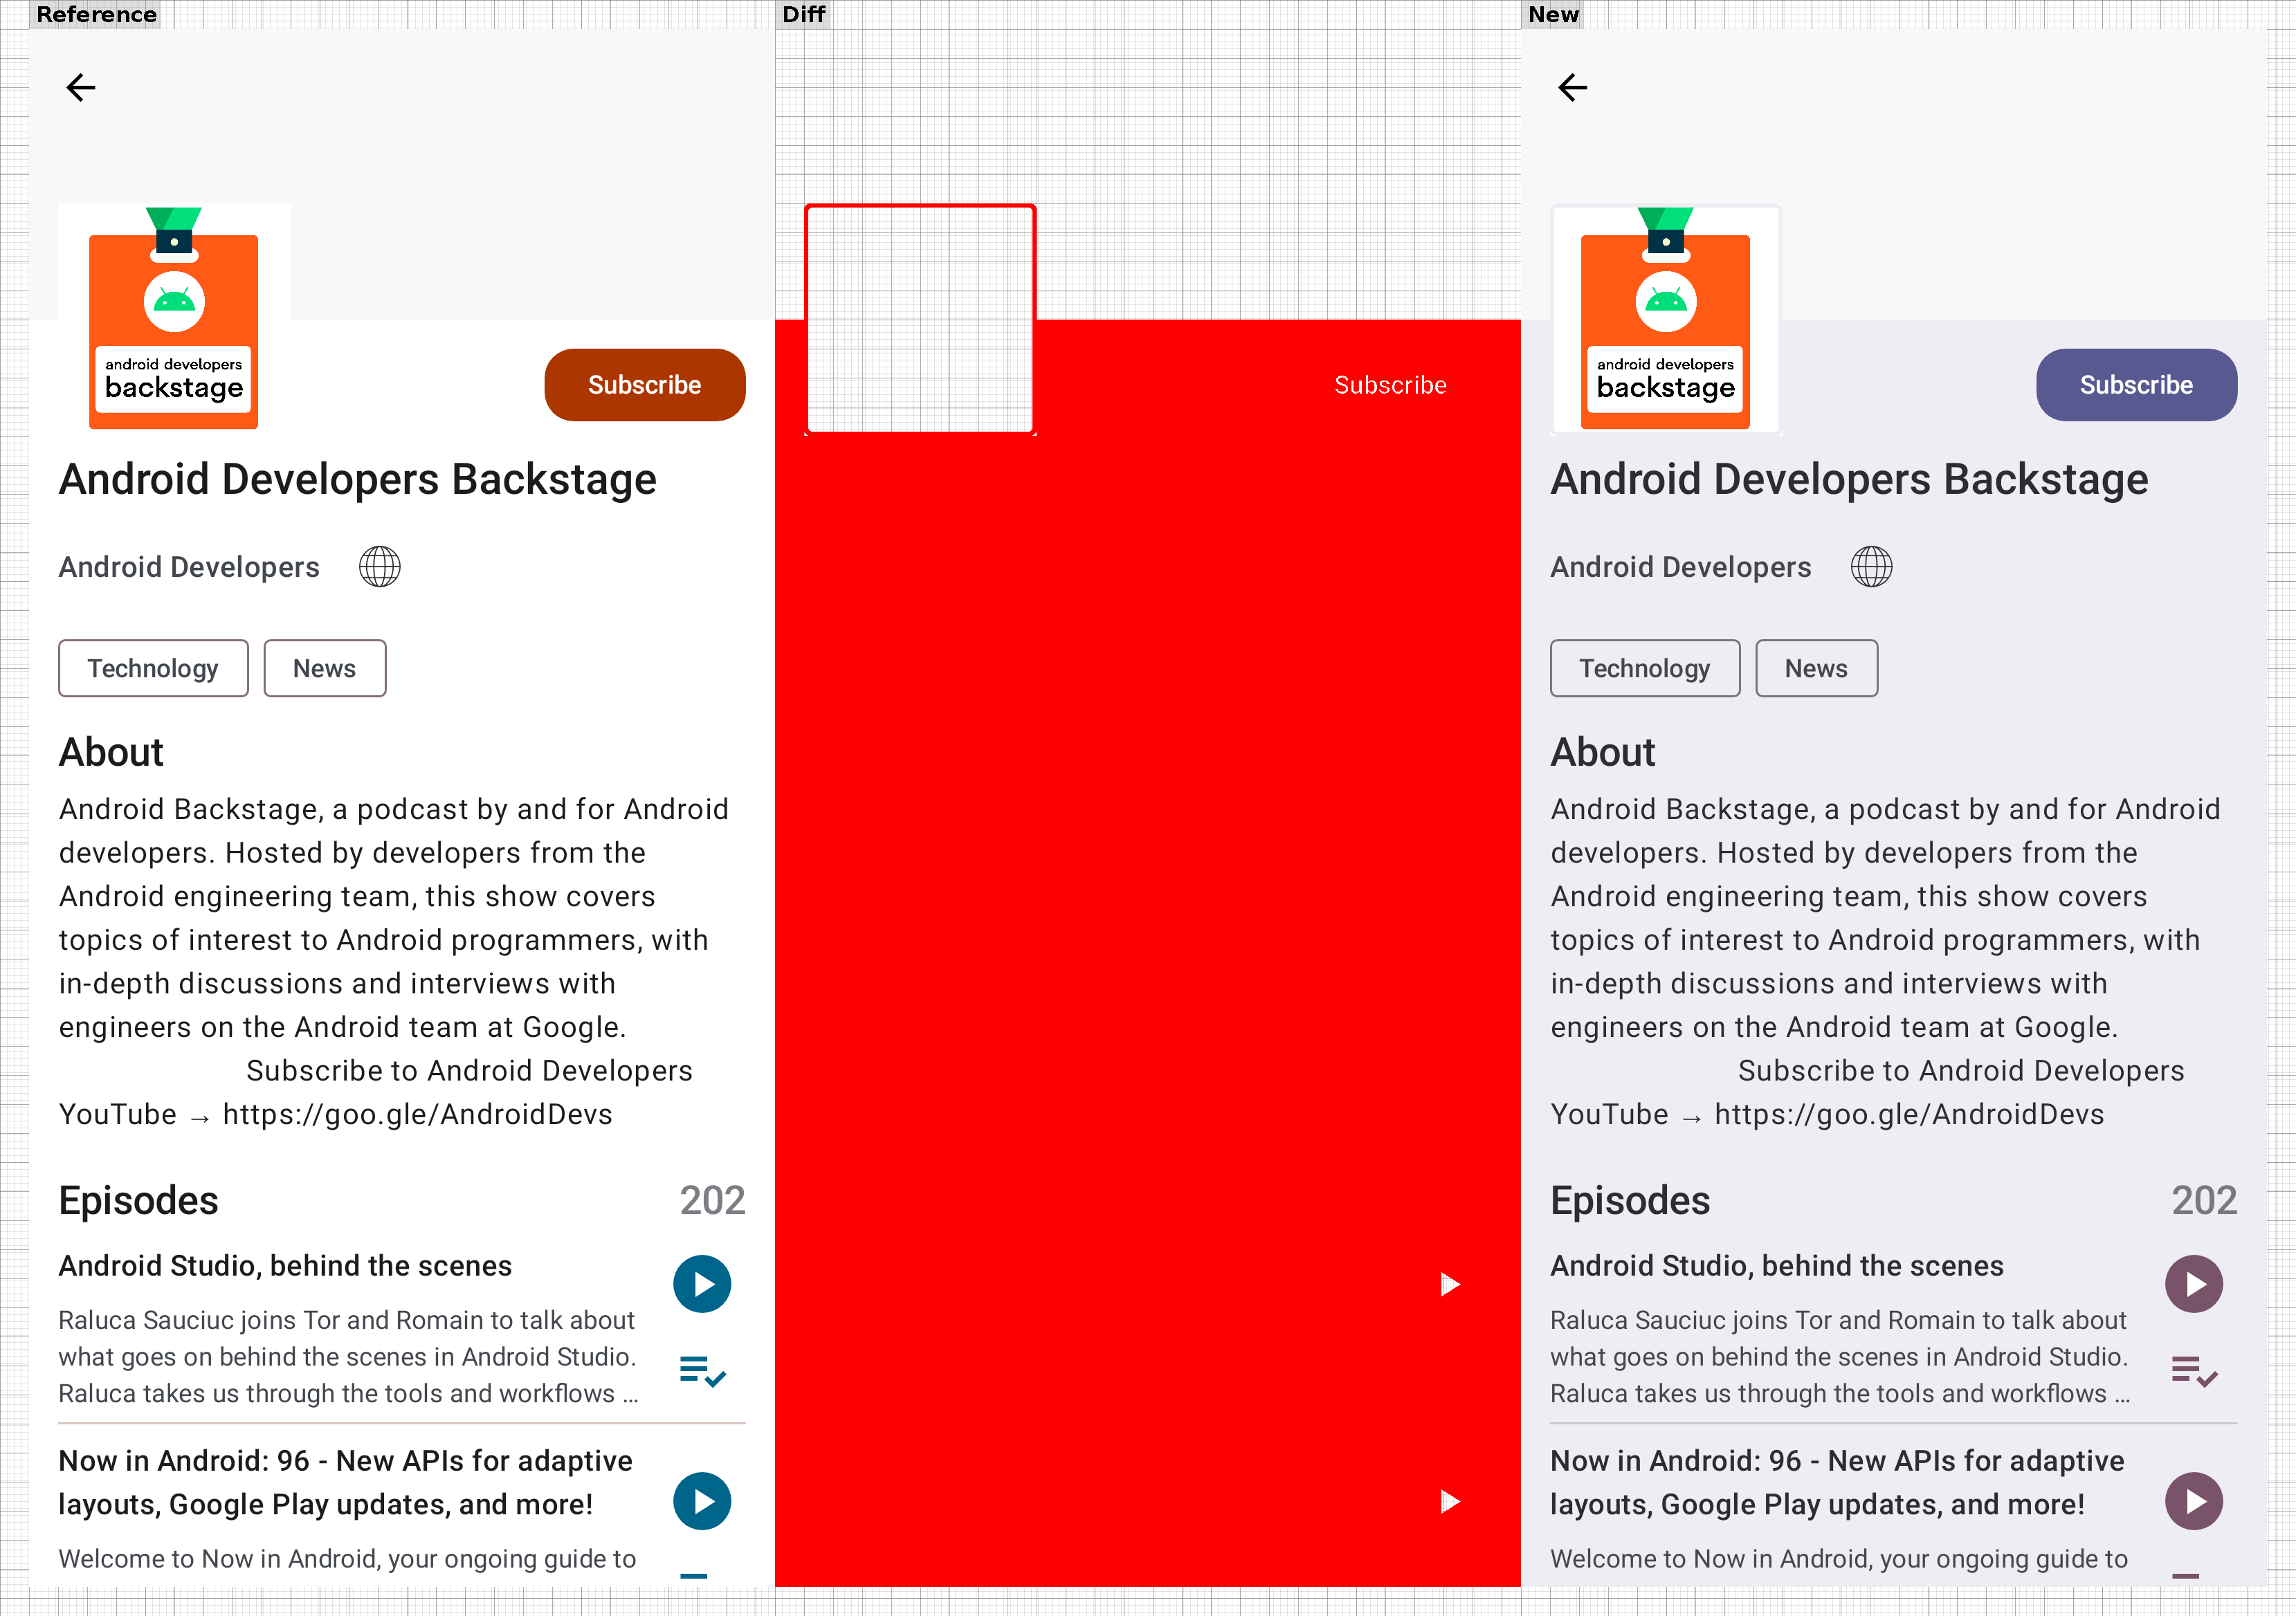 Reference
android developers
backstage
Subscribe
Android Developers Backstage
Android Developers
Technology
News
About
Android Backstage, a podcast by and for Android
developers. Hosted by developers from the
Android engineering team, this show covers
topics of interest to Android programmers, with
in-depth discussions and interviews with
engineers on the Android team at Google.
Subscribe to Android Developers
YouTube → https://goo.gle/AndroidDevs
Episodes
202
Android Studio, behind the scenes
Raluca Sauciuc joins Tor and Romain to talk about
what goes on behind the scenes in Android Studio.
Raluca takes us through the tools and workflows ...
Now in Android: 96 - New APIs for adaptive
layouts, Google Play updates, and more!
Welcome to Now in Android, your ongoing guide to
Diff
Subscribe
New
android developers
backstage
Subscribe
Android Developers Backstage
Android Developers
Technology
News
About
Android Backstage, a podcast by and for Android
developers. Hosted by developers from the
Android engineering team, this show covers
topics of interest to Android programmers, with
in-depth discussions and interviews with
engineers on the Android team at Google.
Subscribe to Android Developers
YouTube → https://goo.gle/AndroidDevs
Episodes
202
Android Studio, behind the scenes
Raluca Sauciuc joins Tor and Romain to talk about
what goes on behind the scenes in Android Studio.
Raluca takes us through the tools and workflows ...
Now in Android: 96 - New APIs for adaptive
layouts, Google Play updates, and more!
Welcome to Now in Android, your ongoing guide to